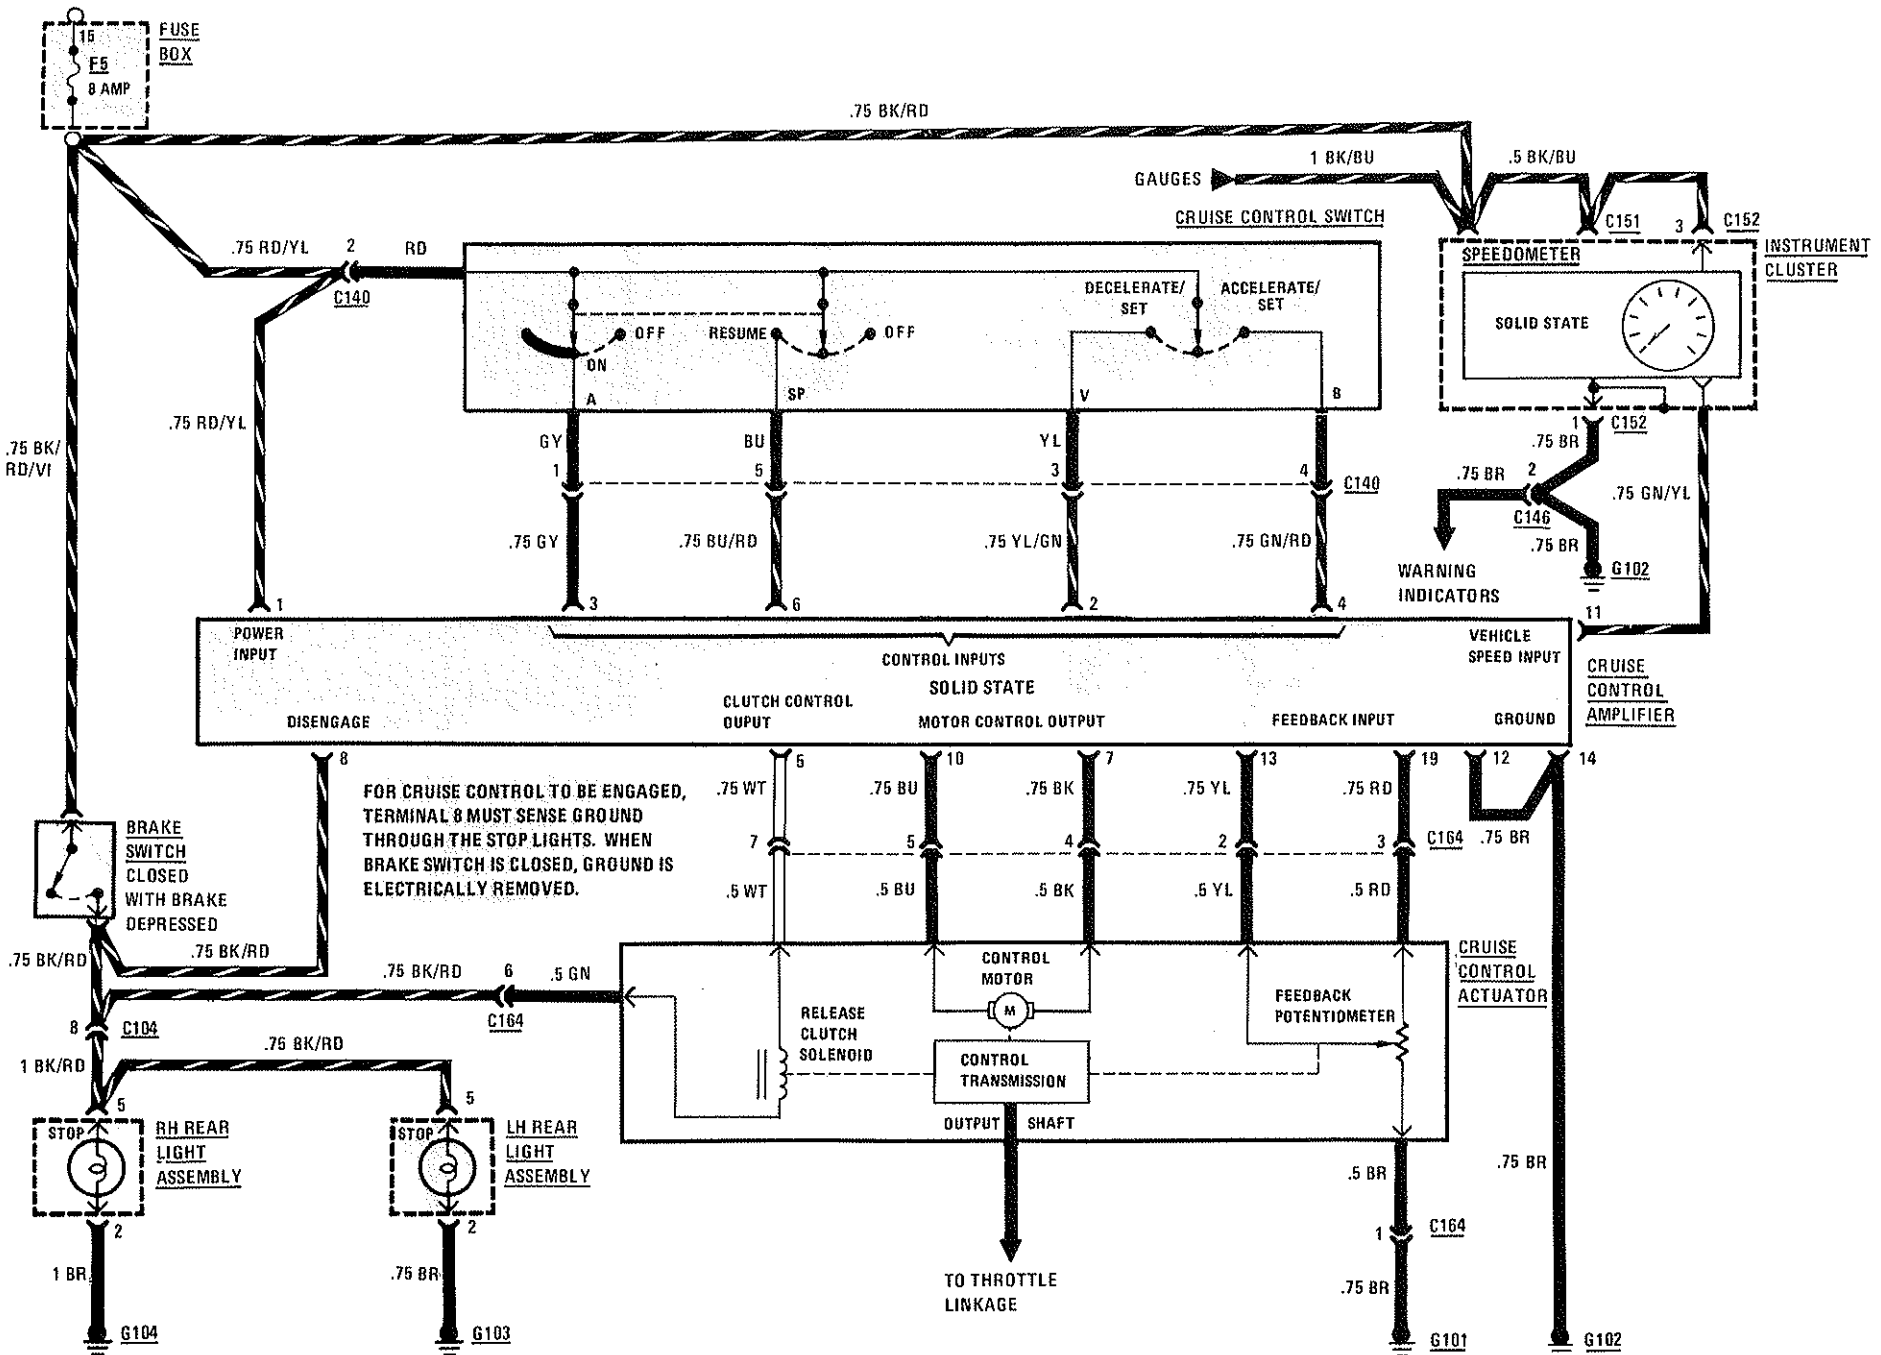 15
F5
8 AMP
FUSE
BOX
.75 BK/RD
1 BK/BU
.5 BK/BU
GAUGES
CRUISE CONTROL SWITCH
C151
3
C152
INSTRUMENT
CLUSTER
SPEEDOMETER
SOLID STATE
.75 RD/YL
2
RD
C140
DECELERATE/
SET
ACCELERATE/
SET
OFF
ON
RESUME
OFF
A
SP
V
B
.75 RD/YL
.75 BK/
RD/VI
GY
BU
YL
1
5
3
4
C140
1
C152
.75 BR
.75 BR
2
C146
.75 BR
.75 GN/YL
G102
WARNING
INDICATORS
.75 GY
.75 BU/RD
.75 YL/GN
.75 GN/RD
1
3
6
2
4
11
POWER
INPUT
CONTROL INPUTS
SOLID STATE
VEHICLE
SPEED INPUT
CRUISE
CONTROL
AMPLIFIER
DISENGAGE
CLUTCH CONTROL
OUPUT
MOTOR CONTROL OUTPUT
FEEDBACK INPUT
GROUND
8
5
10
7
13
19
12
14
FOR CRUISE CONTROL TO BE ENGAGED,
TERMINAL 8 MUST SENSE GROUND
THROUGH THE STOP LIGHTS. WHEN
BRAKE SWITCH IS CLOSED, GROUND IS
ELECTRICALLY REMOVED.
.75 WT
.75 BU
.75 BK
.75 YL
.75 RD
7
5
4
2
3
C164
.75 BR
.5 WT
.5 BU
.5 BK
.5 YL
.5 RD
BRAKE
SWITCH
CLOSED
WITH BRAKE
DEPRESSED
.75 BK/RD
.75 BK/RD
.75 BK/RD
6
.5 GN
C164
8
C104
1 BK/RD
.75 BK/RD
CRUISE
CONTROL
ACTUATOR
CONTROL
MOTOR
M
RELEASE
CLUTCH
SOLENOID
FEEDBACK
POTENTIOMETER
CONTROL
TRANSMISSION
OUTPUT
SHAFT
5
STOP
RH REAR
LIGHT
ASSEMBLY
5
STOP
LH REAR
LIGHT
ASSEMBLY
2
2
1 BR
.75 BR
G104
G103
TO THROTTLE
LINKAGE
.5 BR
1
C164
.75 BR
.75 BR
G101
G102